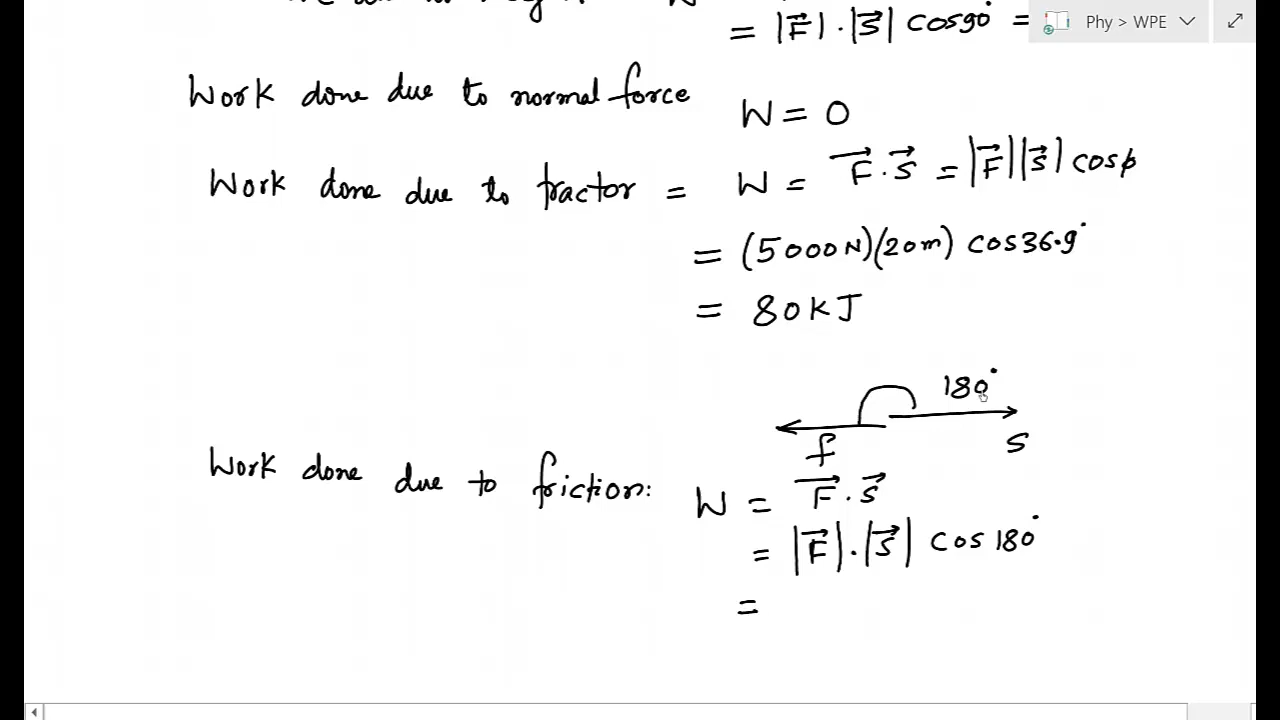 = |F⃗|·|S⃗| cos90° =
Phy > WPE
Work done due to normal force W = 0
Work done due to tractor = W = F⃗·S⃗ = |F⃗||S⃗| cosϕ
= (5000N)(20m) cos36.9°
= 80KJ
180°
f S
Work done due to friction: W = F⃗·S⃗
= |F⃗|·|S⃗| cos 180°
=